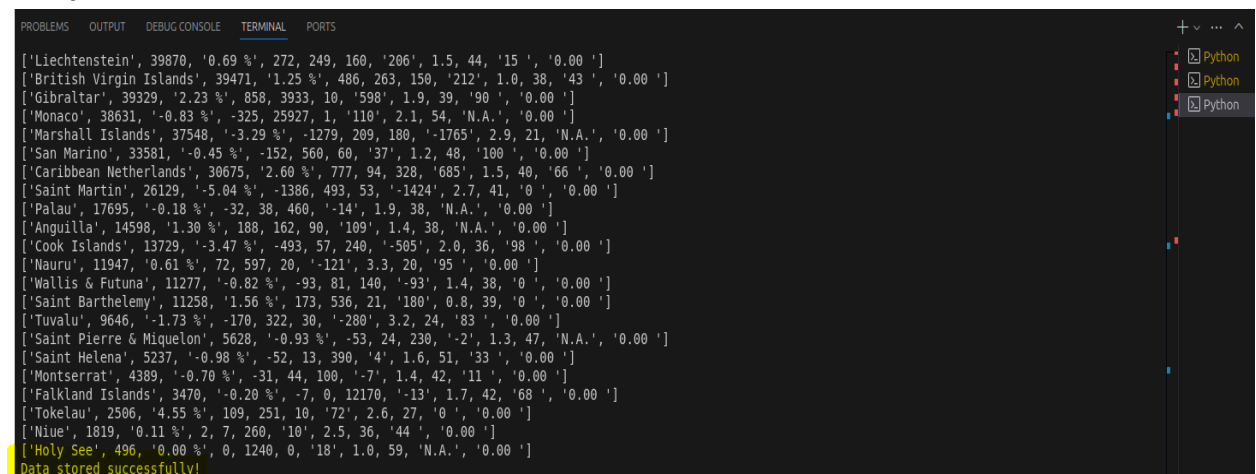 PROBLEMS OUTPUT DEBUG CONSOLE TERMINAL PORTS
['Liechtenstein', 39870, '0.69 %', 272, 249, 160, '206', 1.5, 44, '15 ', '0.00 ']
['British Virgin Islands', 39471, '1.25 %', 486, 263, 150, '212', 1.0, 38, '43 ', '0.00 ']
['Gibraltar', 39329, '2.23 %', 858, 3933, 10, '598', 1.9, 39, '90 ', '0.00 ']
['Monaco', 38631, '-0.83 %', -325, 25927, 1, '110', 2.1, 54, 'N.A.', '0.00 ']
['Marshall Islands', 37548, '-3.29 %', -1279, 209, 180, '-1765', 2.9, 21, 'N.A.', '0.00 ']
['San Marino', 33581, '-0.45 %', -152, 560, 60, '37', 1.2, 48, '100 ', '0.00 ']
['Caribbean Netherlands', 30675, '2.60 %', 777, 94, 328, '685', 1.5, 40, '66 ', '0.00 ']
['Saint Martin', 26129, '-5.04 %', -1386, 493, 53, '-1424', 2.7, 41, '0 ', '0.00 ']
['Palau', 17695, '-0.18 %', -32, 38, 460, '-14', 1.9, 38, 'N.A.', '0.00 ']
['Anguilla', 14598, '1.30 %', 188, 162, 90, '109', 1.4, 38, 'N.A.', '0.00 ']
['Cook Islands', 13729, '-3.47 %', -493, 57, 240, '-505', 2.0, 36, '98 ', '0.00 ']
['Nauru', 11947, '0.61 %', 72, 597, 20, '-121', 3.3, 20, '95 ', '0.00 ']
['Wallis & Futuna', 11277, '-0.82 %', -93, 81, 140, '-93', 1.4, 38, '0 ', '0.00 ']
['Saint Barthelemy', 11258, '1.56 %', 173, 536, 21, '180', 0.8, 39, '0 ', '0.00 ']
['Tuvalu', 9646, '-1.73 %', -170, 322, 30, '-280', 3.2, 24, '83 ', '0.00 ']
['Saint Pierre & Miquelon', 5628, '-0.93 %', -53, 24, 230, '-2', 1.3, 47, 'N.A.', '0.00 ']
['Saint Helena', 5237, '-0.98 %', -52, 13, 390, '4', 1.6, 51, '33 ', '0.00 ']
['Montserrat', 4389, '-0.70 %', -31, 44, 100, '-7', 1.4, 42, '11 ', '0.00 ']
['Falkland Islands', 3470, '-0.20 %', -7, 0, 12170, '-13', 1.7, 42, '68 ', '0.00 ']
['Tokelau', 2506, '4.55 %', 109, 251, 10, '72', 2.6, 27, '0 ', '0.00 ']
['Niue', 1819, '0.11 %', 2, 7, 260, '10', 2.5, 36, '44 ', '0.00 ']
['Holy See', 496, '0.00 %', 0, 1240, 0, '18', 1.0, 59, 'N.A.', '0.00 ']
Data stored successfully!
Python
Python
Python